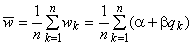 w̅ = 1/n ∑_{k=1}^{n} w_k = 1/n ∑_{k=1}^{n} (α + βq_k)